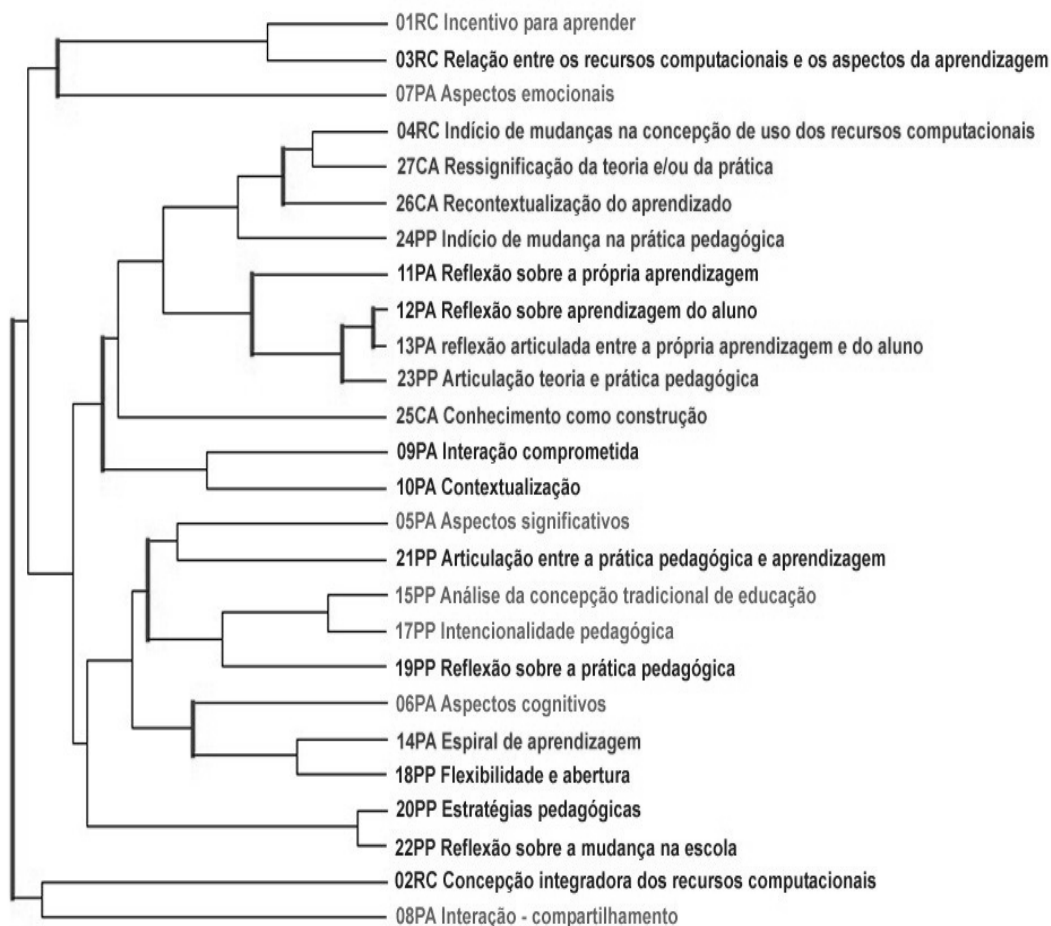 01RC Incentivo para aprender
03RC Relação entre os recursos computacionais e os aspectos da aprendizagem
07PA Aspectos emocionais
04RC Indício de mudanças na concepção de uso dos recursos computacionais
27CA Ressignificação da teoria e/ou da prática
26CA Recontextualização do aprendizado
24PP Indício de mudança na prática pedagógica
11PA Reflexão sobre a própria aprendizagem
12PA Reflexão sobre aprendizagem do aluno
13PA reflexão articulada entre a própria aprendizagem e do aluno
23PP Articulação teoria e prática pedagógica
25CA Conhecimento como construção
09PA Interação comprometida
10PA Contextualização
05PA Aspectos significativos
21PP Articulação entre a prática pedagógica e aprendizagem
15PP Análise da concepção tradicional de educação
17PP Intencionalidade pedagógica
19PP Reflexão sobre a prática pedagógica
06PA Aspectos cognitivos
14PA Espiral de aprendizagem
18PP Flexibilidade e abertura
20PP Estratégias pedagógicas
22PP Reflexão sobre a mudança na escola
02RC Concepção integradora dos recursos computacionais
08PA Interação - compartilhamento